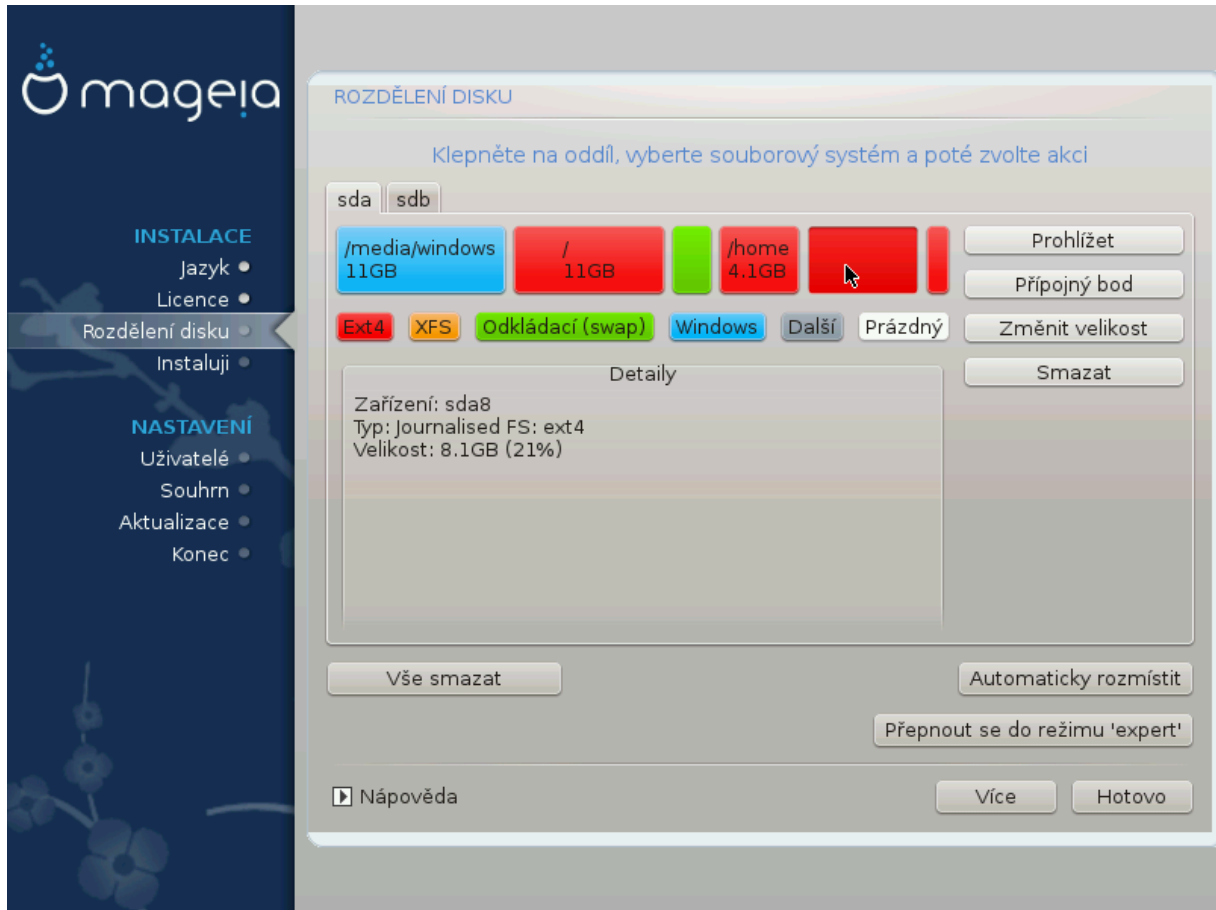 mageia
INSTALACE
Jazyk
Licence
Rozdělení disku
Instaluji
NASTAVENÍ
Uživatelé
Souhrn
Aktualizace
Konec
ROZDĚLENÍ DISKU
Klepněte na oddíl, vyberte souborový systém a poté zvolte akci
sda sdb
/media/windows
11GB
/
11GB
/home
4.1GB
Ext4 XFS Odkládací (swap) Windows Další Prázdný
Prohlížet
Přípojný bod
Změnit velikost
Smazat
Detaily
Zařízení: sda8
Typ: Journalised FS: ext4
Velikost: 8.1GB (21%)
Vše smazat
Automaticky rozmístit
Přepnout se do režimu 'expert'
Nápověda
Více
Hotovo